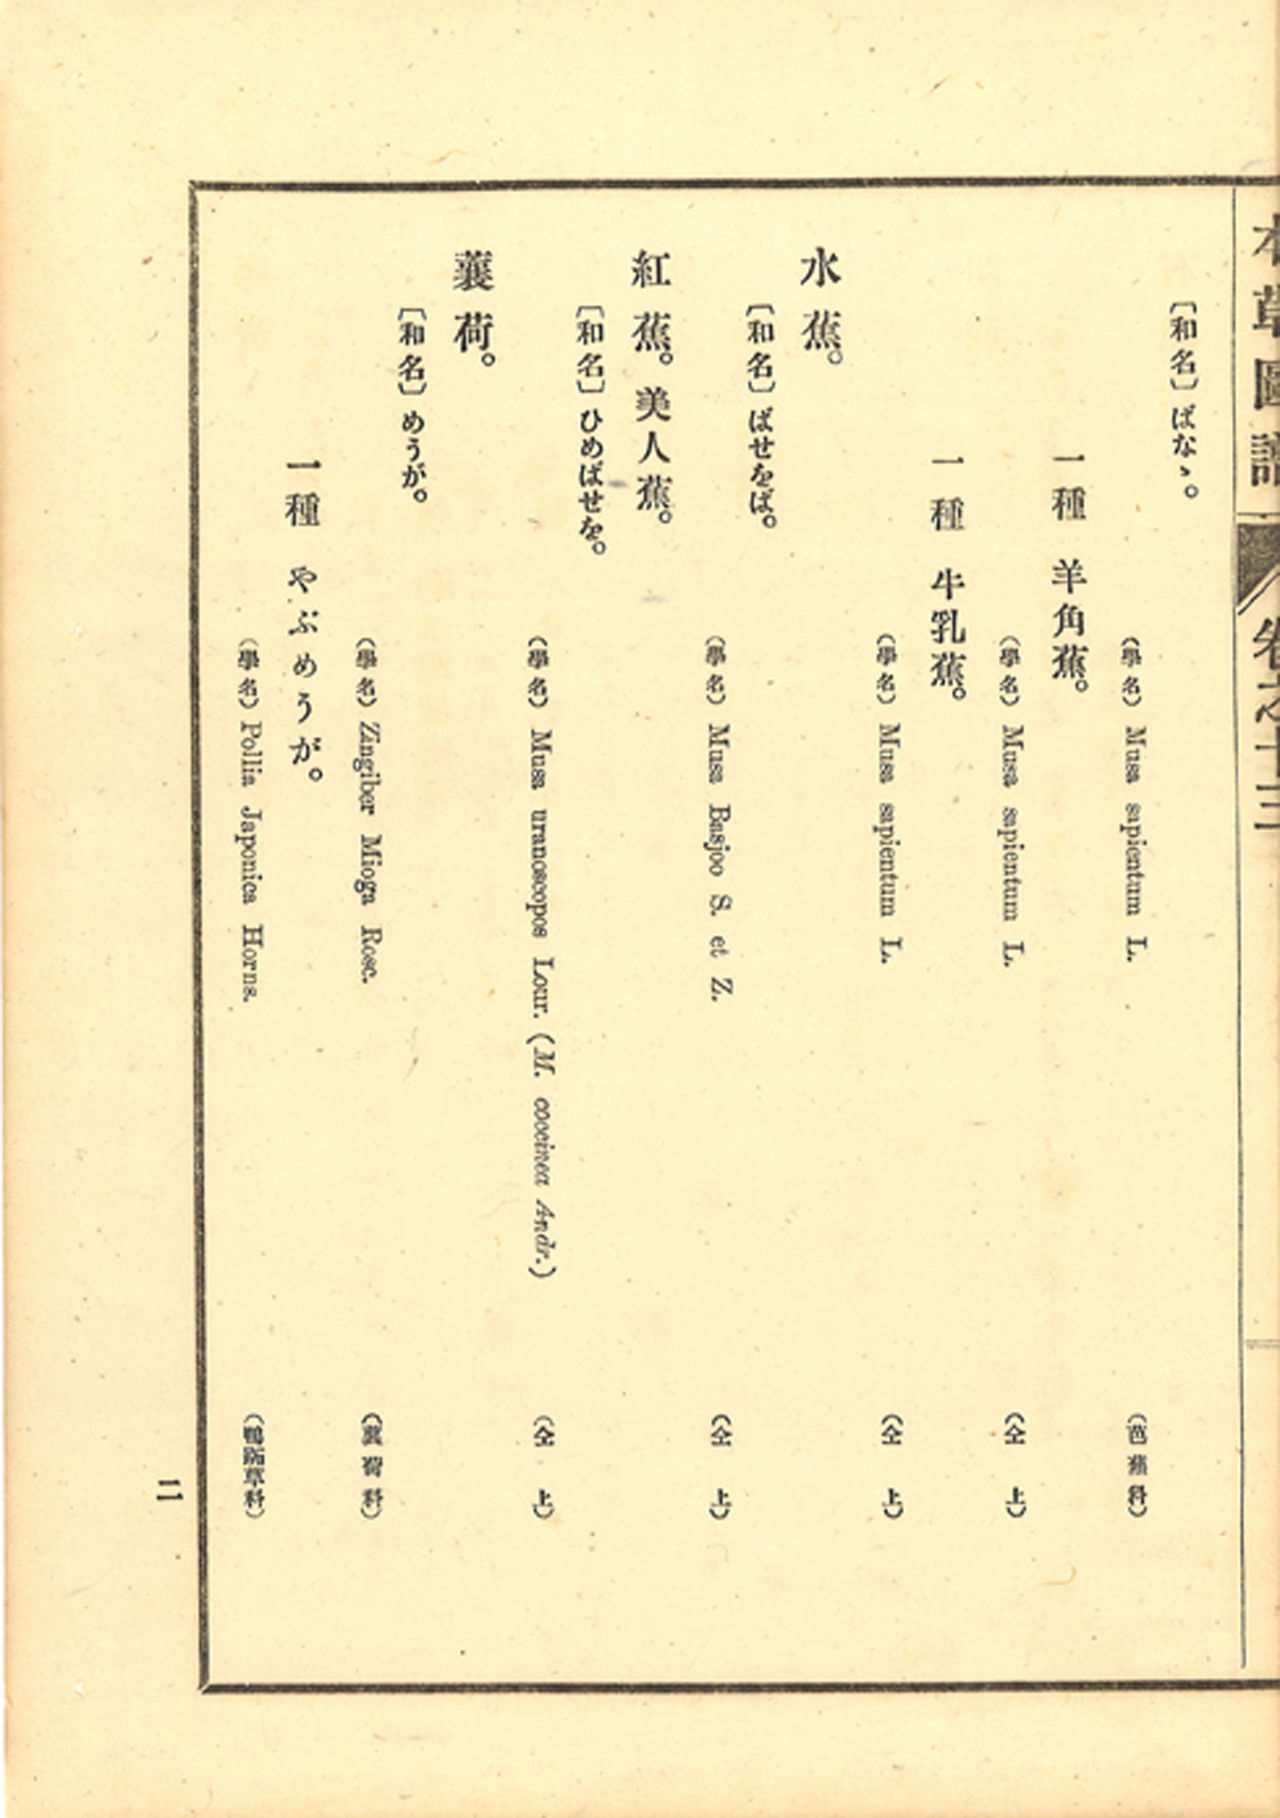 本草圖譜 卷之十三
〔和名〕ばなゝ。
(學名) Musa sapientum L. (芭蕉科)
一種 羊角蕉。
(學名) Musa sapientum L. (仝上)
一種 牛乳蕉。
(學名) Musa sapientum L. (仝上)
水蕉。
〔和名〕ばせをば。
(學名) Musa Basjoo S. et Z. (仝上)
紅蕉。美人蕉。
〔和名〕ひめばせを。
(學名) Musa uranoscopos Lour. (M. coccinea Andr.) (仝上)
蘘荷。
〔和名〕めうが。
(學名) Zingiber Mioga Rosc. (蘘荷科)
一種 やぶめうが。
(學名) Pollia Japonica Horns. (鴨跖草科)
二